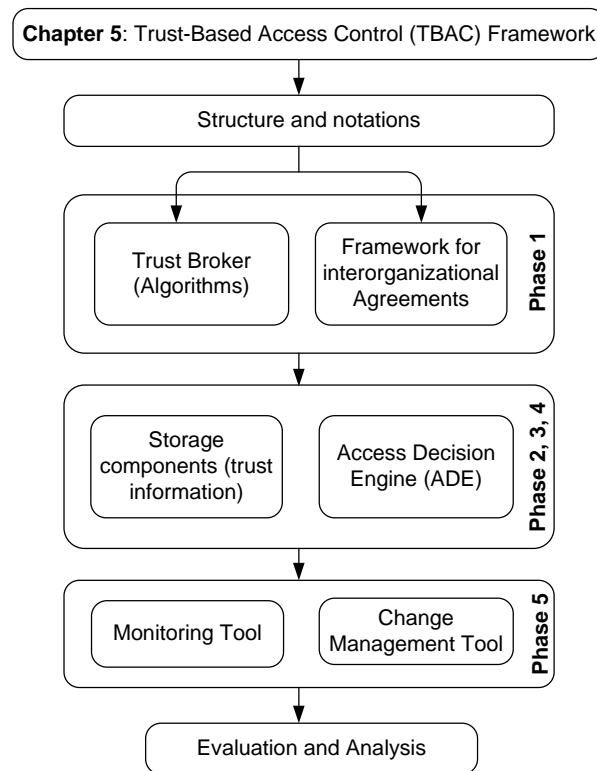 Chapter 5: Trust-Based Access Control (TBAC) Framework
Structure and notations
Trust Broker
(Algorithms)
Framework for
interorganizational
Agreements
Phase 1
Storage
components (trust
information)
Access Decision
Engine (ADE)
Phase 2, 3, 4
Monitoring Tool
Change
Management Tool
Phase 5
Evaluation and Analysis